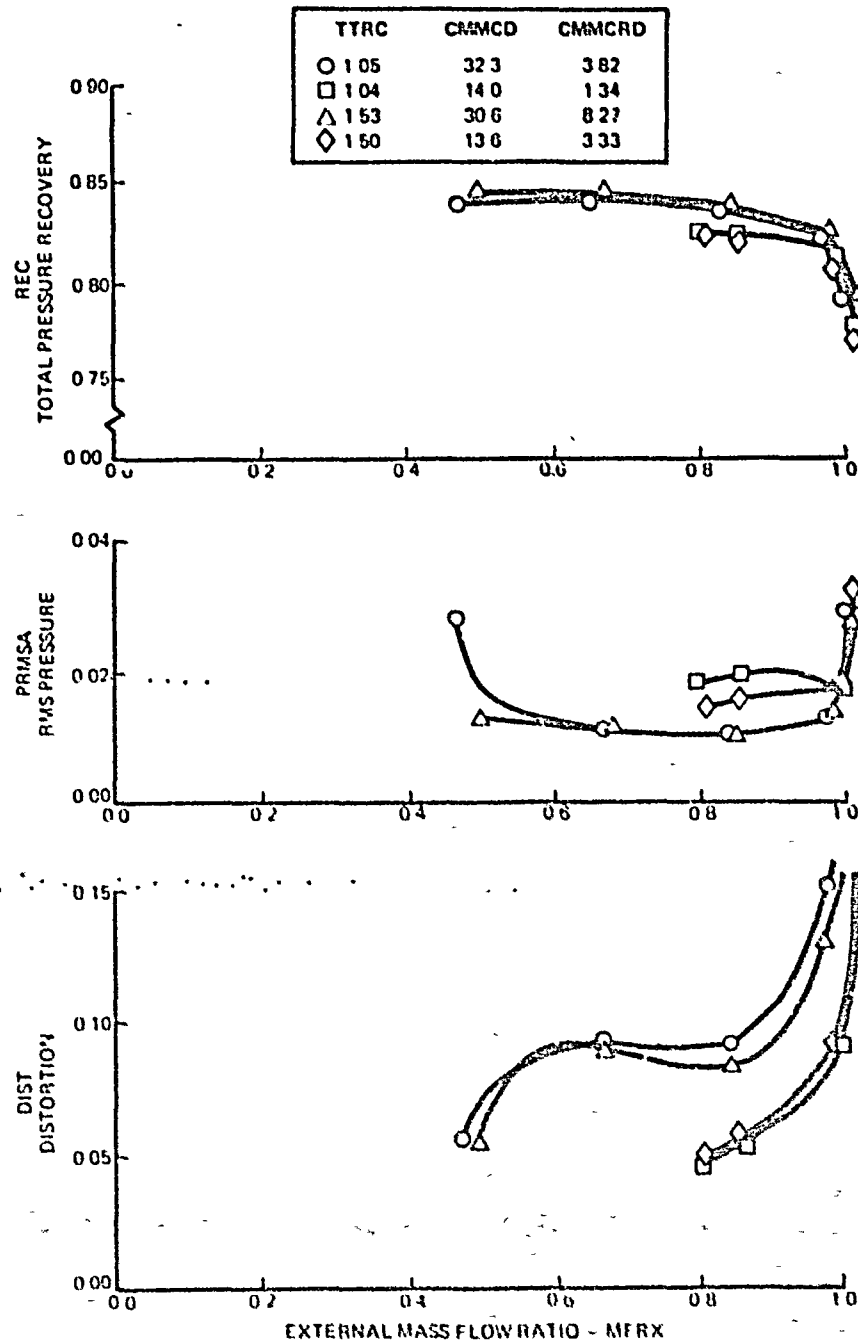 TTRC CMMCD CMMCRD
1 05 32 3 3 82
1 04 14 0 1 34
1 53 30 6 8 27
1 50 13 6 3 33
REC
TOTAL PRESSURE RECOVERY
0 90
0 85
0 80
0 75
0 00
0 0 0 2 0 4 0 6 0 8 1 0
PRMSA
RMS PRESSURE
0 04
0 02
0 00
0 0 0 2 0 4 0 6 0 8 1 0
DIST
DISTORTION
0 15
0 10
0 05
0 00
0 0 0 2 0 4 0 6 0 8 1 0
EXTERNAL MASS FLOW RATIO - MFRX